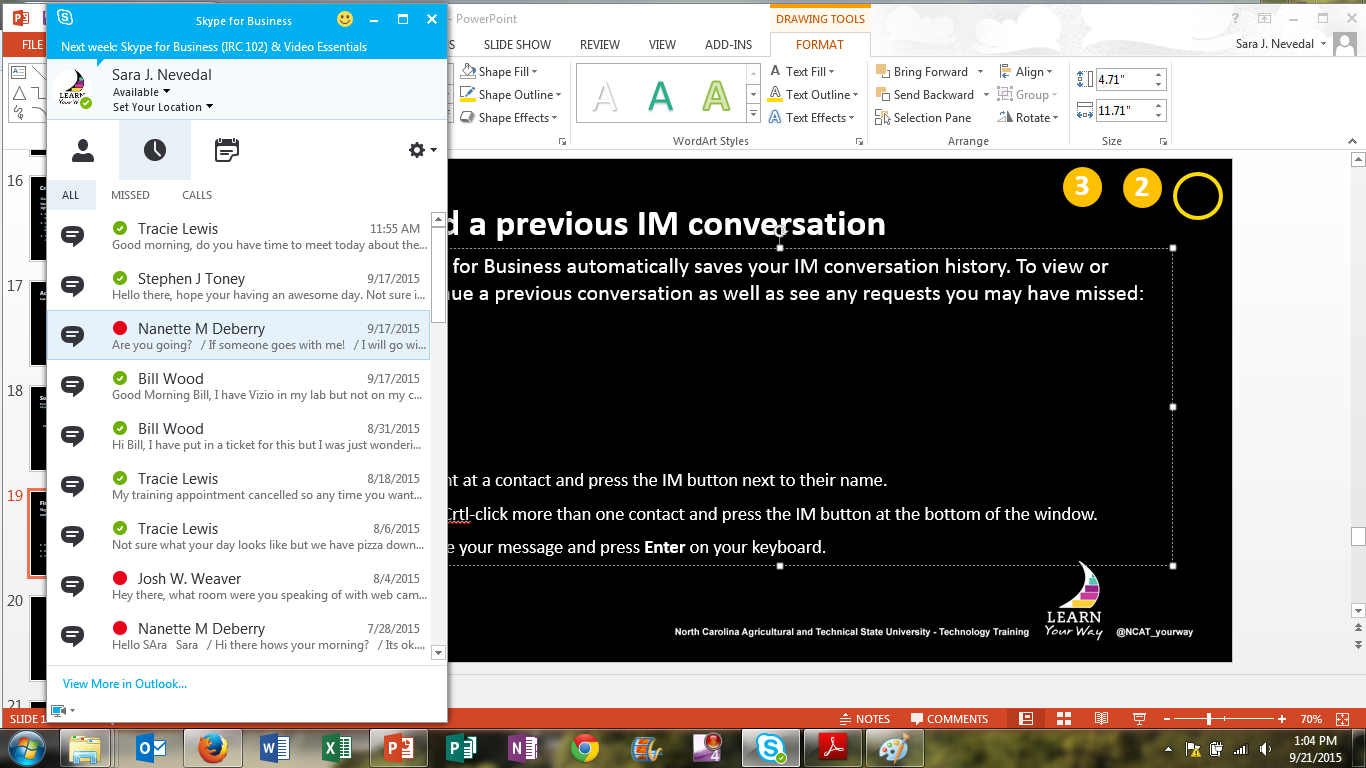 Skype for Business
Next week: Skype for Business (IRC 102) & Video Essentials
Sara J. Nevedal
Available
Set Your Location
LEARN
Your Way
ALL MISSED CALLS
Tracie Lewis 11:55 AM
Good morning, do you have time to meet today about the...
Stephen J Toney 9/17/2015
Hello there, hope your having an awesome day. Not sure i...
Nanette M Deberry 9/17/2015
Are you going? / If someone goes with me! / I will go wi...
Bill Wood 9/17/2015
Good Morning Bill, I have Vizio in my lab but not on my c...
Bill Wood 8/31/2015
Hi Bill, I have put in a ticket for this but I was just wonderi...
Tracie Lewis 8/18/2015
My training appointment cancelled so any time you want...
Tracie Lewis 8/6/2015
Not sure what your day looks like but we have pizza down...
Josh W. Weaver 8/4/2015
Hey there, what room were you speaking of with web cam...
Nanette M Deberry 7/28/2015
Hello SAra Sara / Hi there hows your morning? / Its ok....
View More in Outlook...
- PowerPoint
DRAWING TOOLS
FILE
SLIDE SHOW REVIEW VIEW ADD-INS FORMAT
Sara J. Nevedal
Shape Fill
Shape Outline
Shape Effects
A A A
Text Fill
Text Outline
Text Effects
WordArt Styles
Bring Forward
Send Backward
Selection Pane
Align
Group
Rotate
Arrange
4.71"
11.71"
Size
16
17
18
19
20
21
3 2
d a previous IM conversation
for Business automatically saves your IM conversation history. To view or
ue a previous conversation as well as see any requests you may have missed:
nt at a contact and press the IM button next to their name.
Crtl-click more than one contact and press the IM button at the bottom of the window.
e your message and press Enter on your keyboard.
North Carolina Agricultural and Technical State University - Technology Training
LEARN
Your Way
@NCAT_yourway
SLIDE 1
NOTES COMMENTS 70%
1:04 PM
9/21/2015